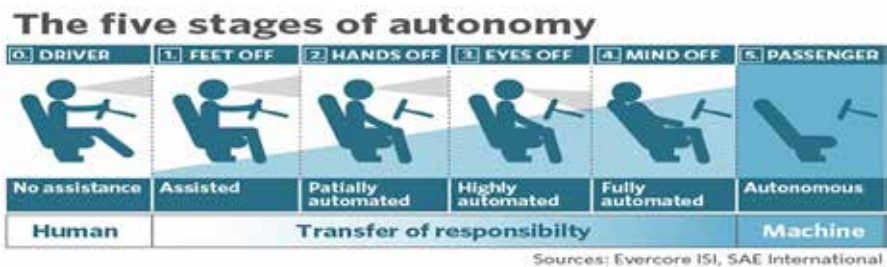 The five stages of autonomy
0. DRIVER
1. FEET OFF
2. HANDS OFF
3. EYES OFF
4. MIND OFF
5. PASSENGER
No assistance
Assisted
Patially
automated
Highly
automated
Fully
automated
Autonomous
Human
Transfer of responsibilty
Machine
Sources: Evercore ISI, SAE International